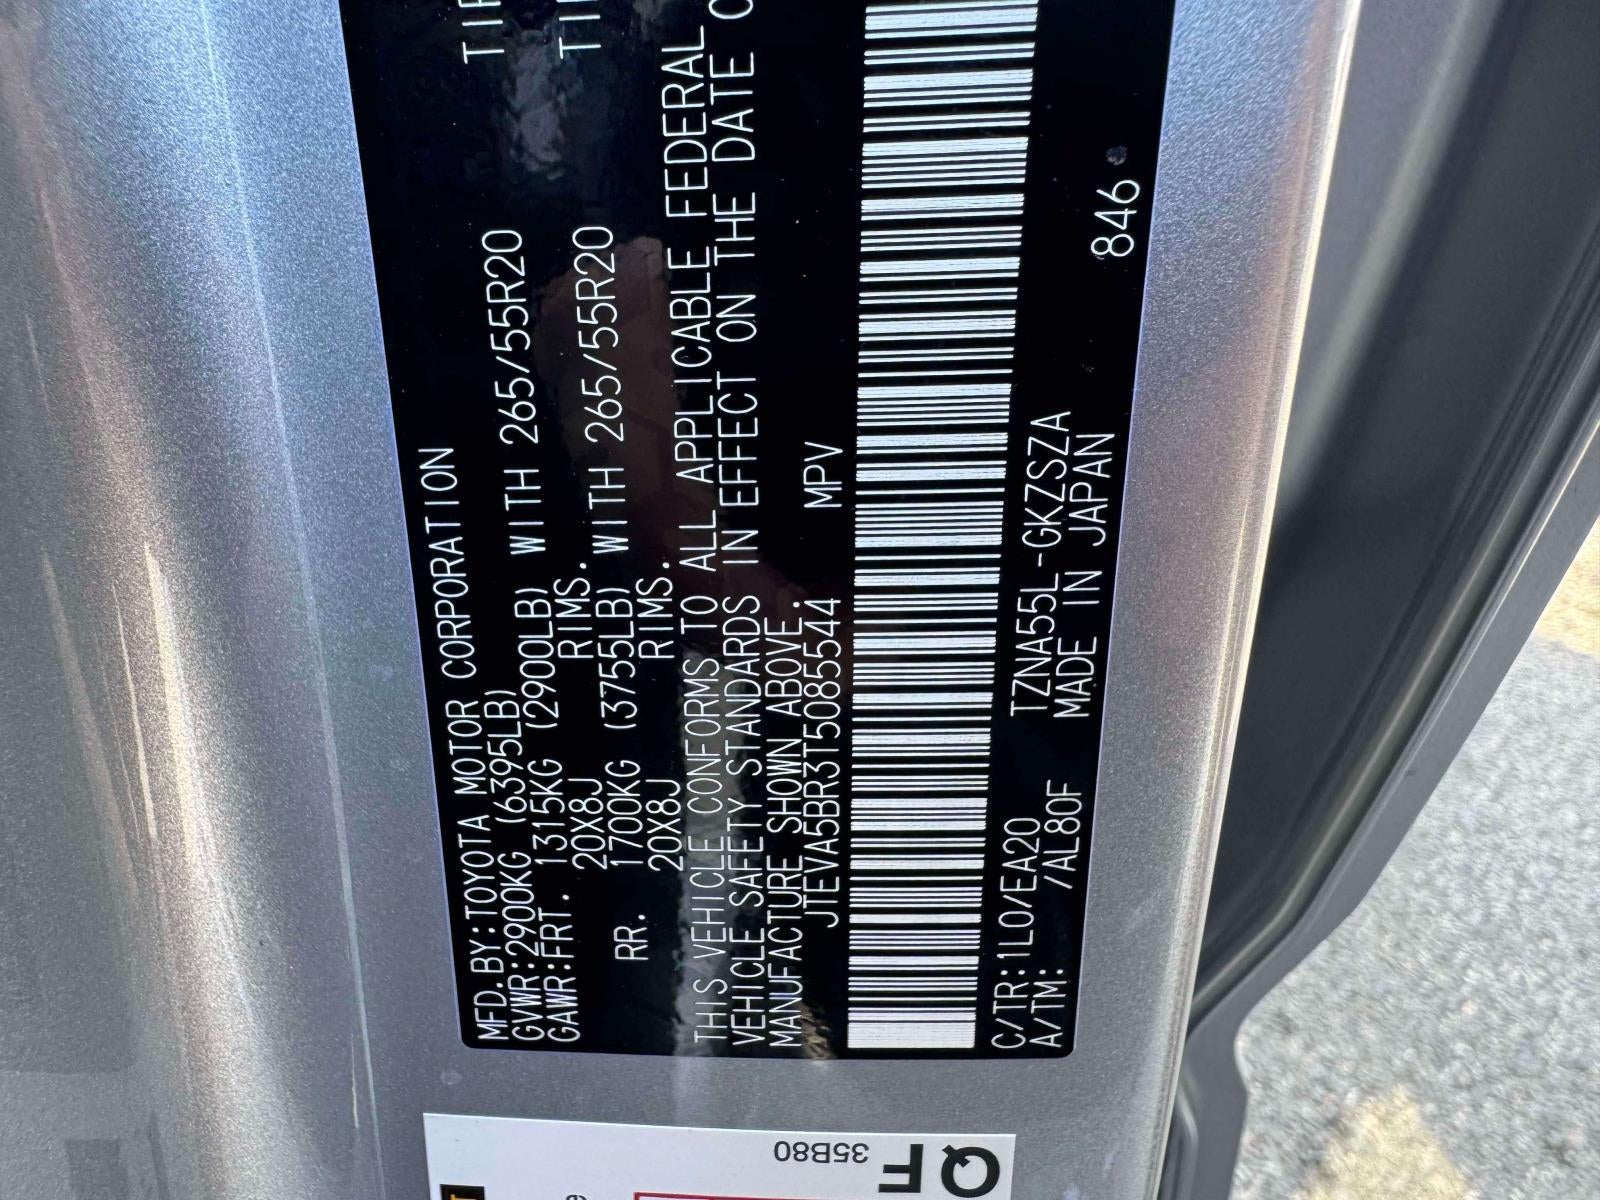 MFD.BY:TOYOTA MOTOR CORPORATION
GVWR:2900KG (6395LB)
GAWR:FRT. 1315KG (2900LB) WITH 265/55R20 TI
20X8J RIMS.
RR. 1700KG (3755LB) WITH 265/55R20 TI
20X8J RIMS.
THIS VEHICLE CONFORMS TO ALL APPLICABLE FEDERAL
VEHICLE SAFETY STANDARDS IN EFFECT ON THE DATE O
MANUFACTURE SHOWN ABOVE.
JTEVA5BR3T5085544 MPV
C/TR:1L0/EA20 TZNA55L-GKZSZA
A/TM: /AL80F MADE IN JAPAN 846
QF
35B80